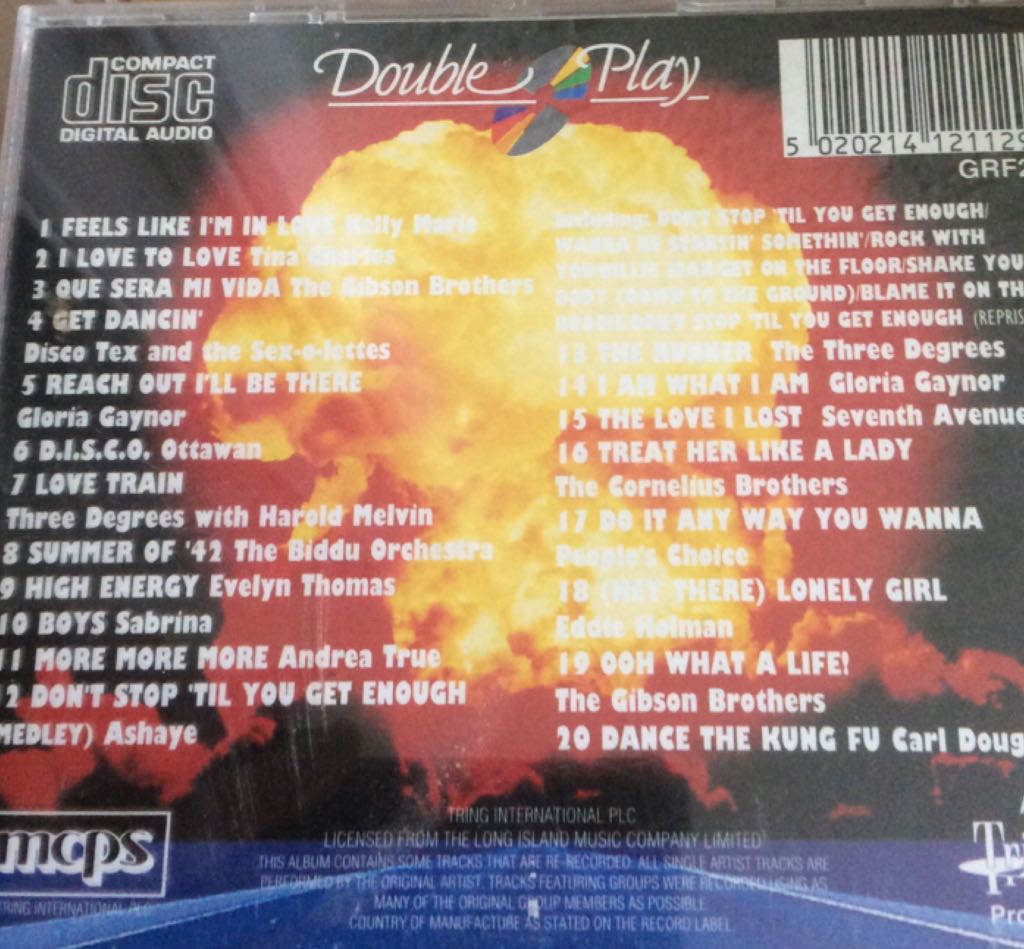 COMPACT
disc
DIGITAL AUDIO
Double Play
5 020214 12112
GRF2
1 FEELS LIKE I'M IN LOVE Kelly Marie
2 I LOVE TO LOVE Tina Charles
3 QUE SERA MI VIDA The Gibson Brothers
4 GET DANCIN'
Disco Tex and the Sex-o-lettes
5 REACH OUT I'LL BE THERE
Gloria Gaynor
6 D.I.S.C.O. Ottawan
7 LOVE TRAIN
Three Degrees with Harold Melvin
8 SUMMER OF '42 The Biddu Orchestra
9 HIGH ENERGY Evelyn Thomas
10 BOYS Sabrina
11 MORE MORE MORE Andrea True
2 DON'T STOP 'TIL YOU GET ENOUGH
MEDLEY) Ashaye
Including: DON'T STOP 'TIL YOU GET ENOUGH/
WANNA BE STARTIN' SOMETHIN'/ROCK WITH
YOU/BILLIE JEAN/GET ON THE FLOOR/SHAKE YOU
BODY (DOWN TO THE GROUND)/BLAME IT ON TH
BOOGIE/DON'T STOP 'TIL YOU GET ENOUGH (REPRIS
13 THE RUNNER The Three Degrees
14 I AM WHAT I AM Gloria Gaynor
15 THE LOVE I LOST Seventh Avenue
16 TREAT HER LIKE A LADY
The Cornelius Brothers
17 DO IT ANY WAY YOU WANNA
People's Choice
18 (HEY THERE) LONELY GIRL
Eddie Holman
19 OOH WHAT A LIFE!
The Gibson Brothers
20 DANCE THE KUNG FU Carl Doug
mcps
TRING INTERNATIONAL PLC
TRING INTERNATIONAL PLC
LICENSED FROM THE LONG ISLAND MUSIC COMPANY LIMITED
THIS ALBUM CONTAINS SOME TRACKS THAT ARE RE-RECORDED. ALL SINGLE ARTIST TRACKS ARE
PERFORMED BY THE ORIGINAL ARTIST. TRACKS FEATURING GROUPS WERE RECORDED USING AS
MANY OF THE ORIGINAL GROUP MEMBERS AS POSSIBLE.
COUNTRY OF MANUFACTURE AS STATED ON THE RECORD LABEL.
Tri
Pro